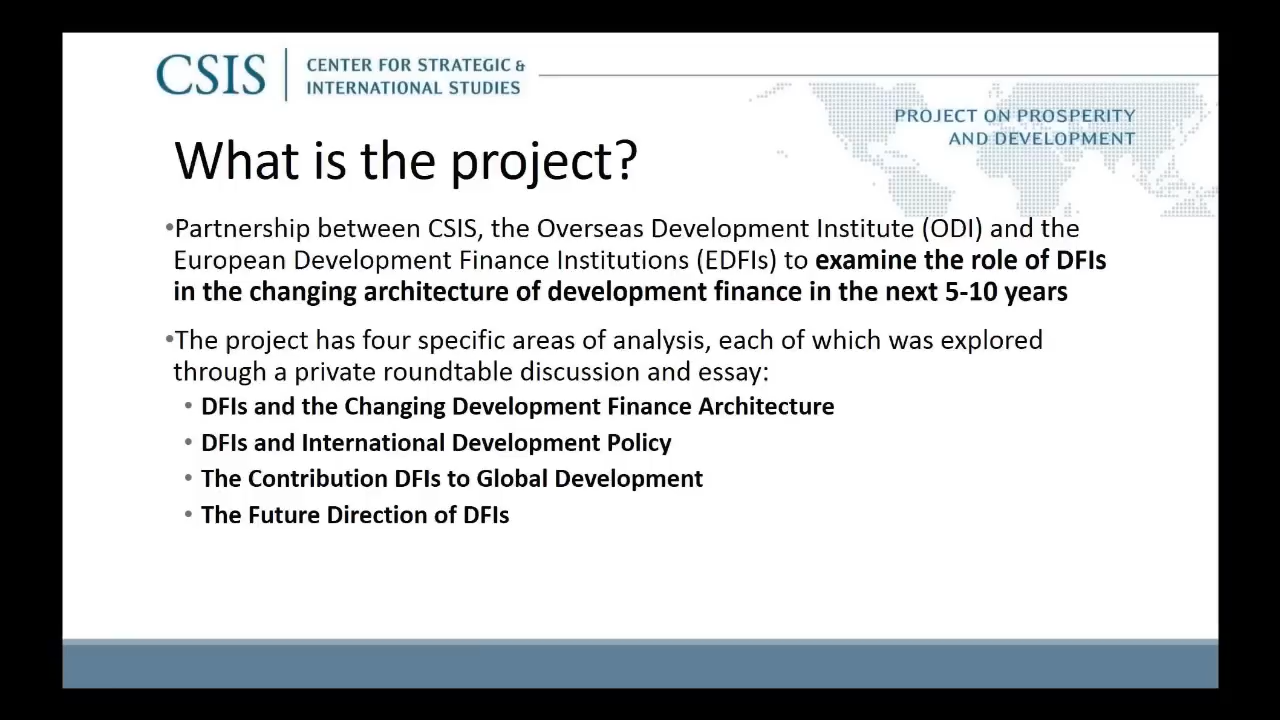 CSIS
CENTER FOR STRATEGIC &
INTERNATIONAL STUDIES
PROJECT ON PROSPERITY
AND DEVELOPMENT
What is the project?
•Partnership between CSIS, the Overseas Development Institute (ODI) and the
European Development Finance Institutions (EDFIs) to examine the role of DFIs
in the changing architecture of development finance in the next 5-10 years
•The project has four specific areas of analysis, each of which was explored
through a private roundtable discussion and essay:
• DFIs and the Changing Development Finance Architecture
• DFIs and International Development Policy
• The Contribution DFIs to Global Development
• The Future Direction of DFIs